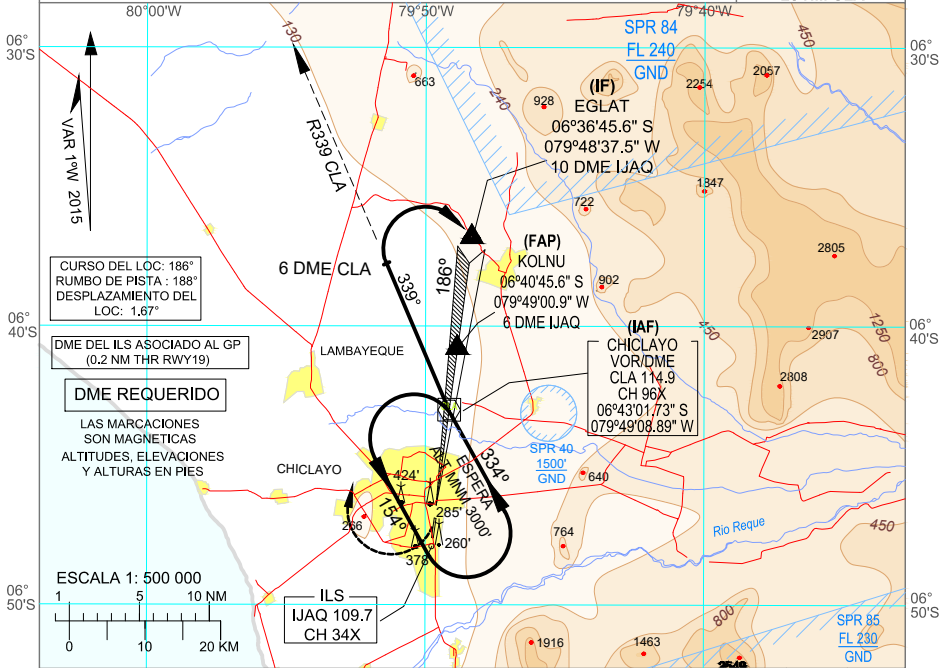 80°00'W
79°50'W
79°40'W
06°
30'S
06°
30'S
130
SPR 84
FL 240
GND
450
663
240
928
2254
2057
(IF)
EGLAT
06°36'45.6" S
079°48'37.5" W
10 DME IJAQ
VAR 1°W 2015
R339 CLA
722
1847
2805
(FAP)
KOLNU
06°40'45.6" S
079°49'00.9" W
6 DME IJAQ
6 DME CLA
339°
186°
902
CURSO DEL LOC: 186°
RUMBO DE PISTA : 188°
DESPLAZAMIENTO DEL
LOC: 1.67°
06°
40'S
06°
40'S
450
1250
800
2907
2808
DME DEL ILS ASOCIADO AL GP
(0.2 NM THR RWY19)
LAMBAYEQUE
(IAF)
CHICLAYO
VOR/DME
CLA 114.9
CH 96X
06°43'01.73" S
079°49'08.89" W
DME REQUERIDO
LAS MARCACIONES
SON MAGNETICAS
ALTITUDES, ELEVACIONES
Y ALTURAS EN PIES
SPR 40
1500'
GND
CHICLAYO
424'
334°
ESPERA
ALT MNM 3000'
154°
285'
266
260'
378
640
764
Rio Reque
450
ESCALA 1: 500 000
1 5 10 NM
0 10 20 KM
ILS
IJAQ 109.7
CH 34X
06°
50'S
06°
50'S
800
SPR 85
FL 230
GND
1916
1463